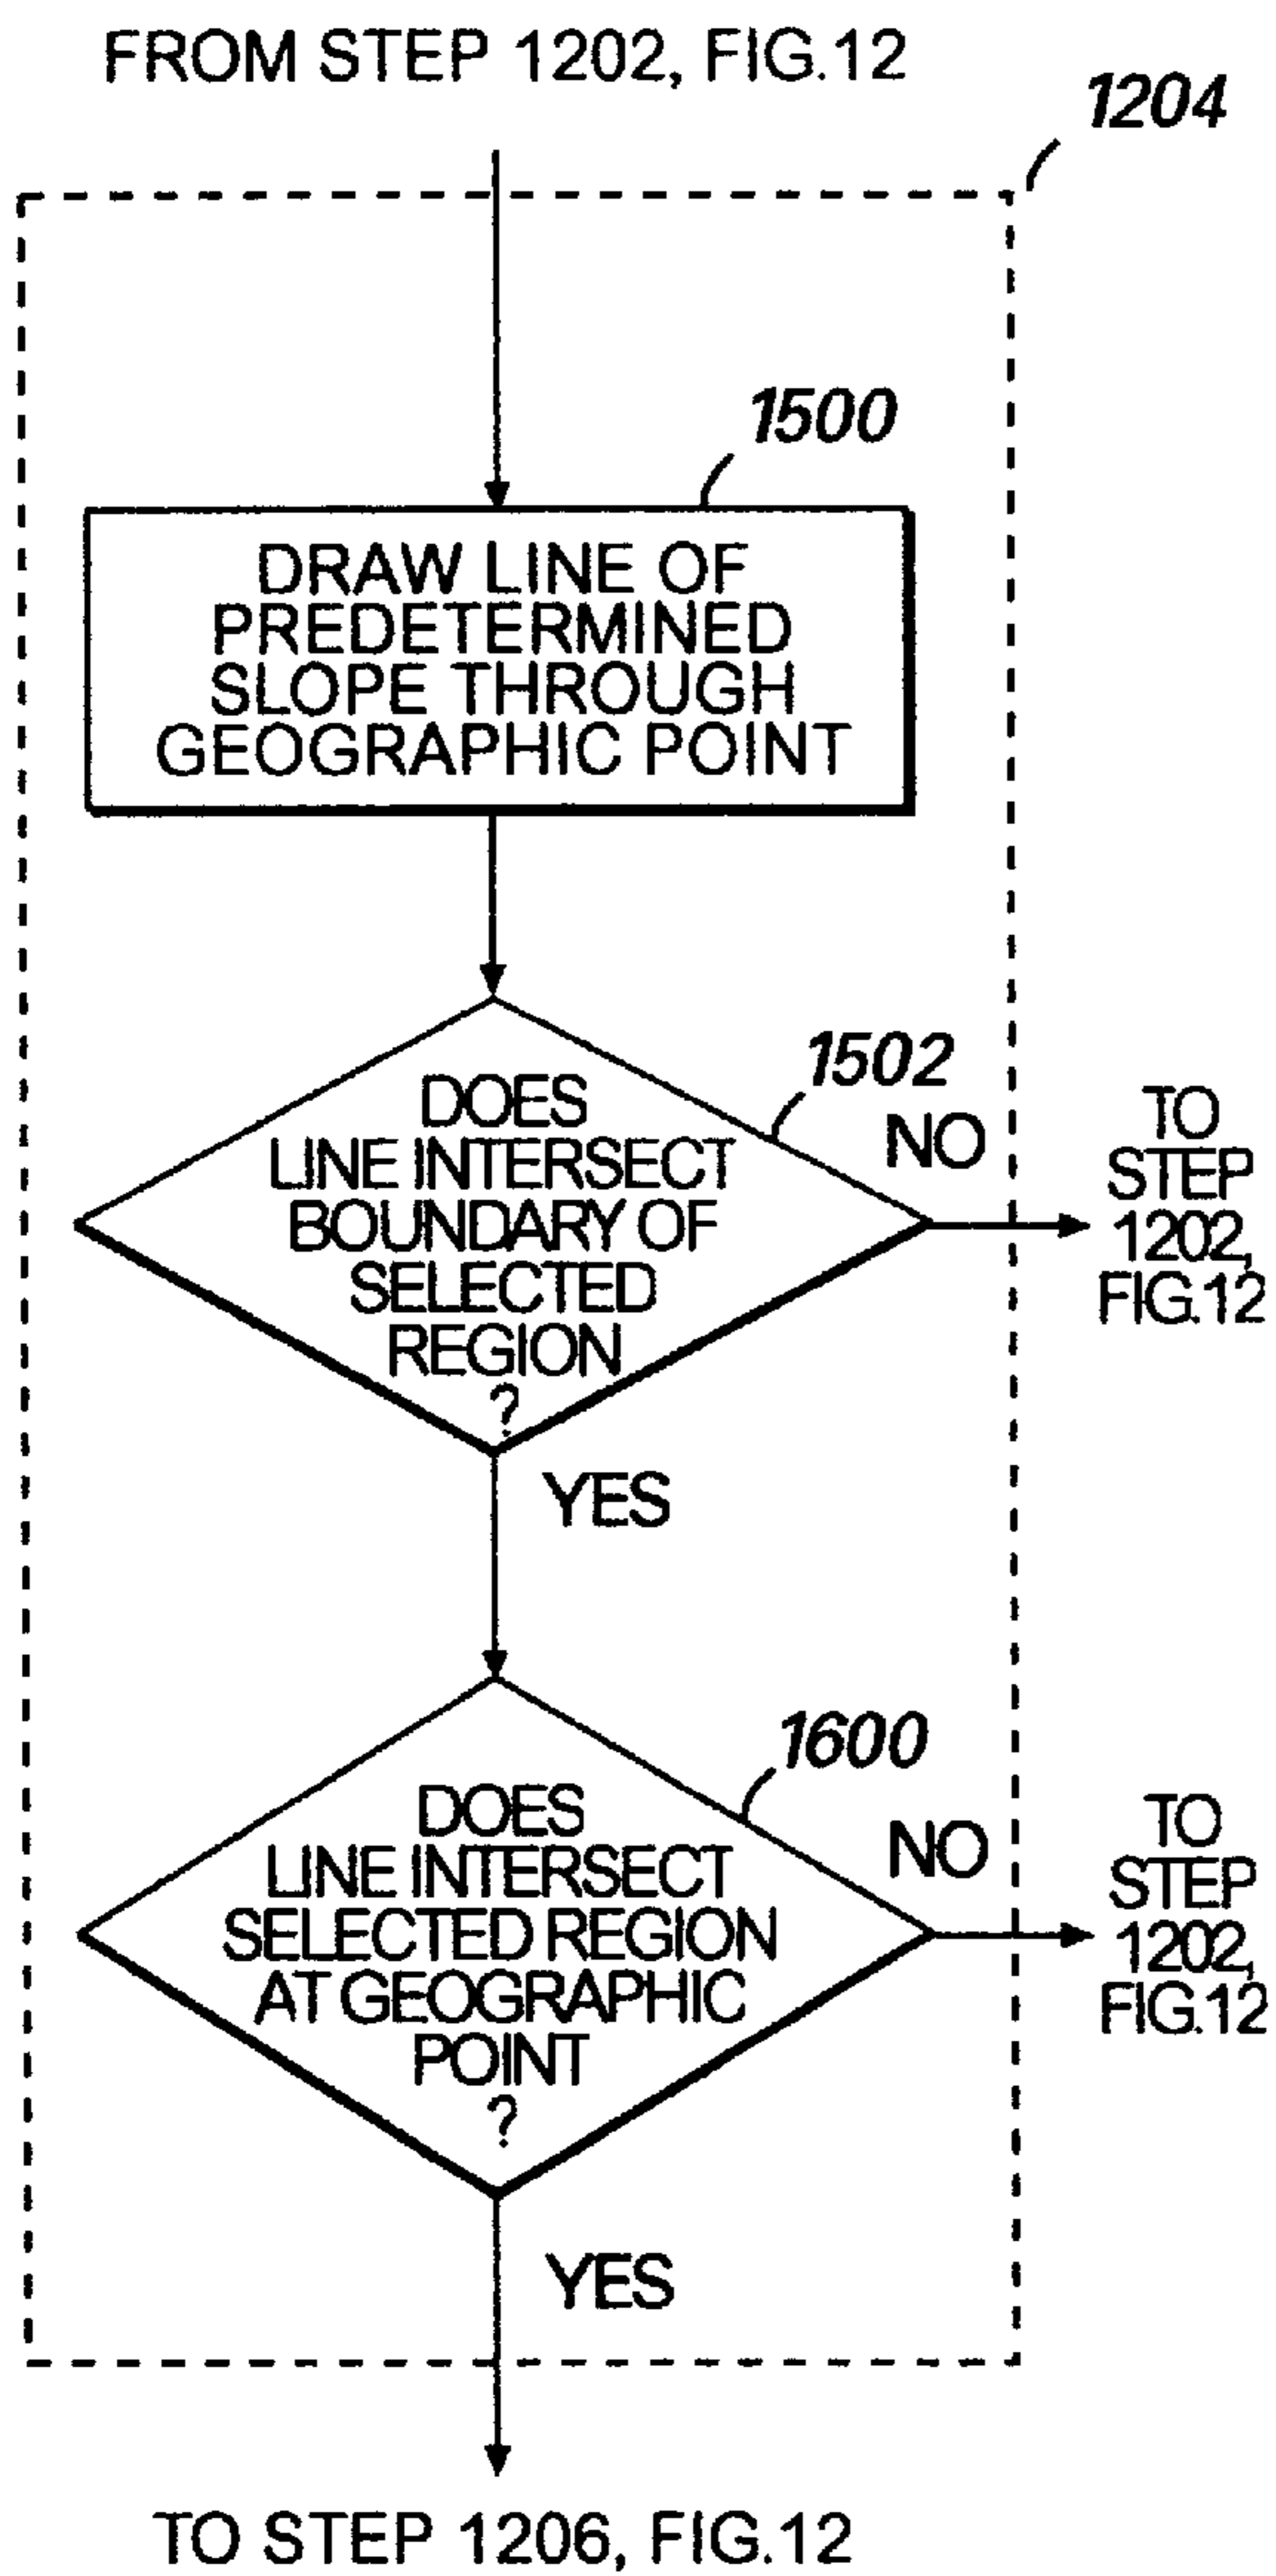 FROM STEP 1202, FIG.12
1204
1500
DRAW LINE OF
PREDETERMINED
SLOPE THROUGH
GEOGRAPHIC POINT
1502
DOES
LINE INTERSECT
BOUNDARY OF
SELECTED
REGION
?
NO
TO
STEP
1202,
FIG.12
YES
1600
DOES
LINE INTERSECT
SELECTED REGION
AT GEOGRAPHIC
POINT
?
NO
TO
STEP
1202,
FIG.12
YES
TO STEP 1206, FIG.12